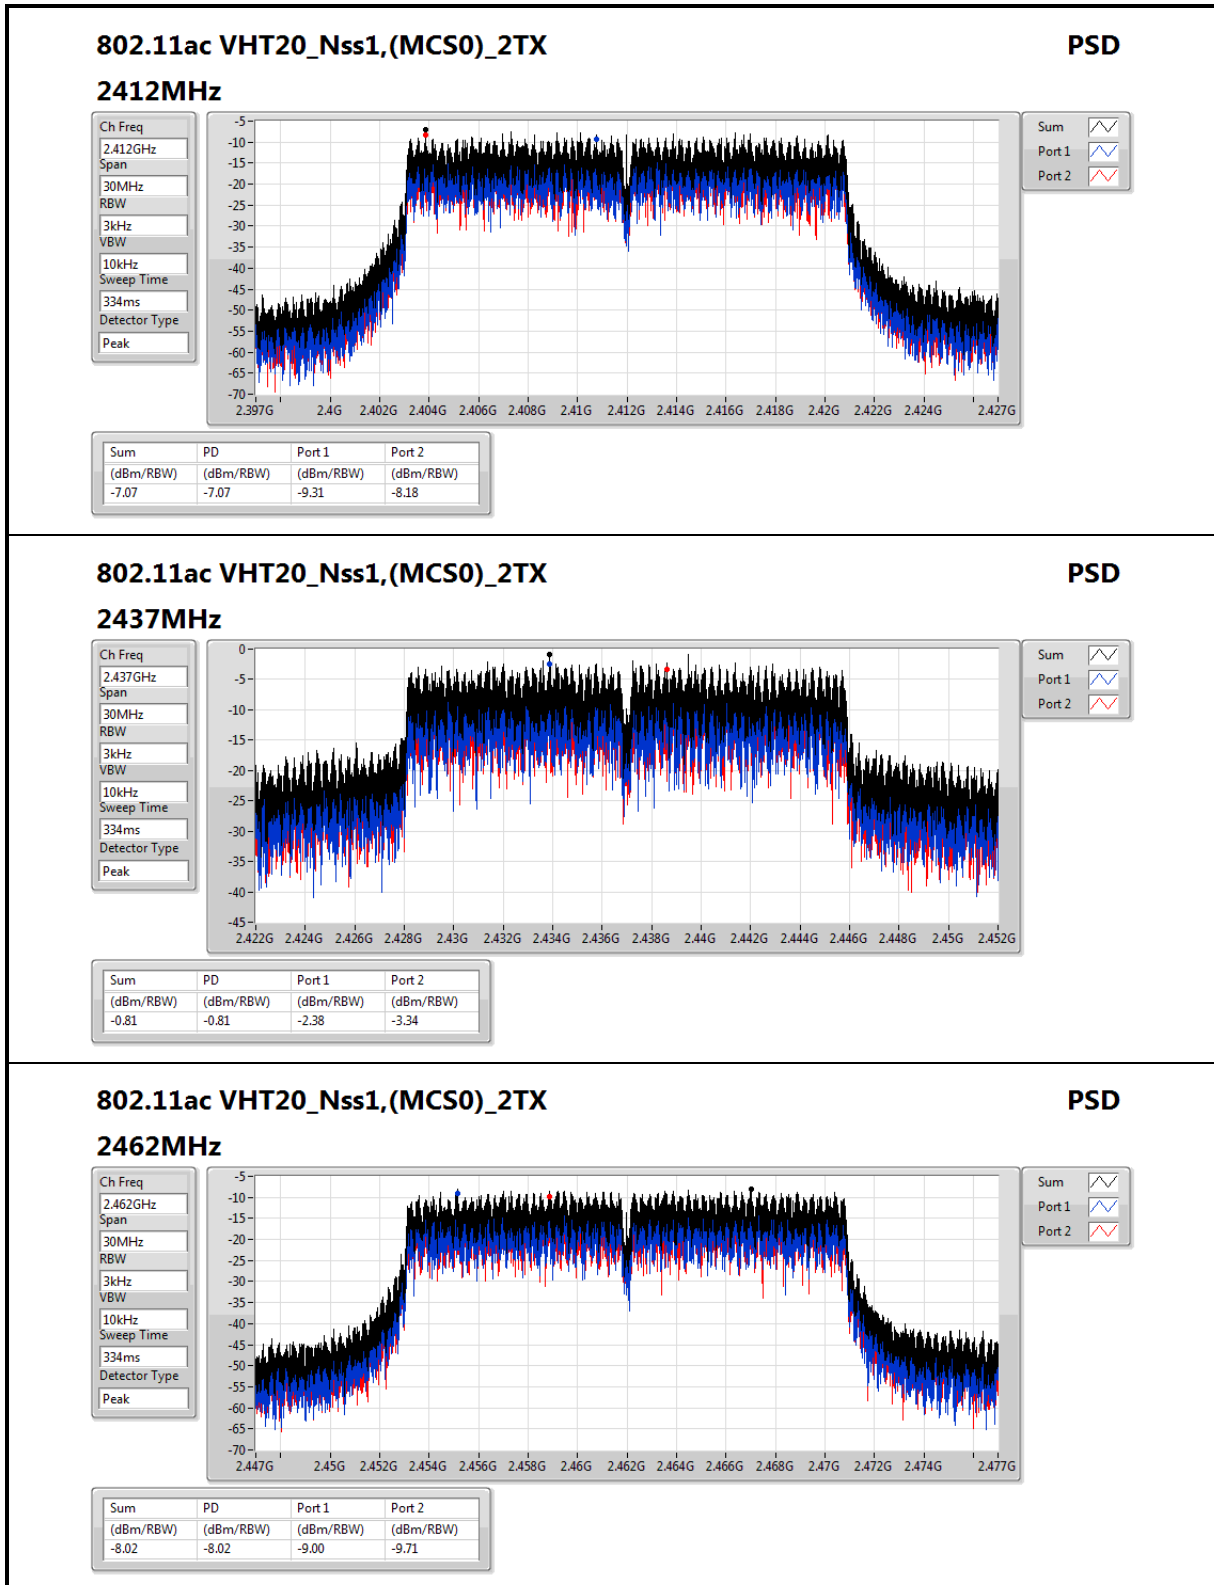 802.11ac VHT20_Nss1,(MCS0)_2TX PSD
2412MHz
Ch Freq
2.412GHz
Span
30MHz
RBW
3kHz
VBW
10kHz
Sweep Time
334ms
Detector Type
Peak
-5
-10
-15
-20
-25
-30
-35
-40
-45
-50
-55
-60
-65
-70
2.397G 2.4G 2.402G 2.404G 2.406G 2.408G 2.41G 2.412G 2.414G 2.416G 2.418G 2.42G 2.422G 2.424G 2.427G
Sum
Port 1
Port 2
Sum PD Port 1 Port 2
(dBm/RBW) (dBm/RBW) (dBm/RBW) (dBm/RBW)
-7.07 -7.07 -9.31 -8.18
802.11ac VHT20_Nss1,(MCS0)_2TX PSD
2437MHz
Ch Freq
2.437GHz
Span
30MHz
RBW
3kHz
VBW
10kHz
Sweep Time
334ms
Detector Type
Peak
0
-5
-10
-15
-20
-25
-30
-35
-40
-45
2.422G 2.424G 2.426G 2.428G 2.43G 2.432G 2.434G 2.436G 2.438G 2.44G 2.442G 2.444G 2.446G 2.448G 2.45G 2.452G
Sum
Port 1
Port 2
Sum PD Port 1 Port 2
(dBm/RBW) (dBm/RBW) (dBm/RBW) (dBm/RBW)
-0.81 -0.81 -2.38 -3.34
802.11ac VHT20_Nss1,(MCS0)_2TX PSD
2462MHz
Ch Freq
2.462GHz
Span
30MHz
RBW
3kHz
VBW
10kHz
Sweep Time
334ms
Detector Type
Peak
-5
-10
-15
-20
-25
-30
-35
-40
-45
-50
-55
-60
-65
-70
2.447G 2.45G 2.452G 2.454G 2.456G 2.458G 2.46G 2.462G 2.464G 2.466G 2.468G 2.47G 2.472G 2.474G 2.477G
Sum
Port 1
Port 2
Sum PD Port 1 Port 2
(dBm/RBW) (dBm/RBW) (dBm/RBW) (dBm/RBW)
-8.02 -8.02 -9.00 -9.71